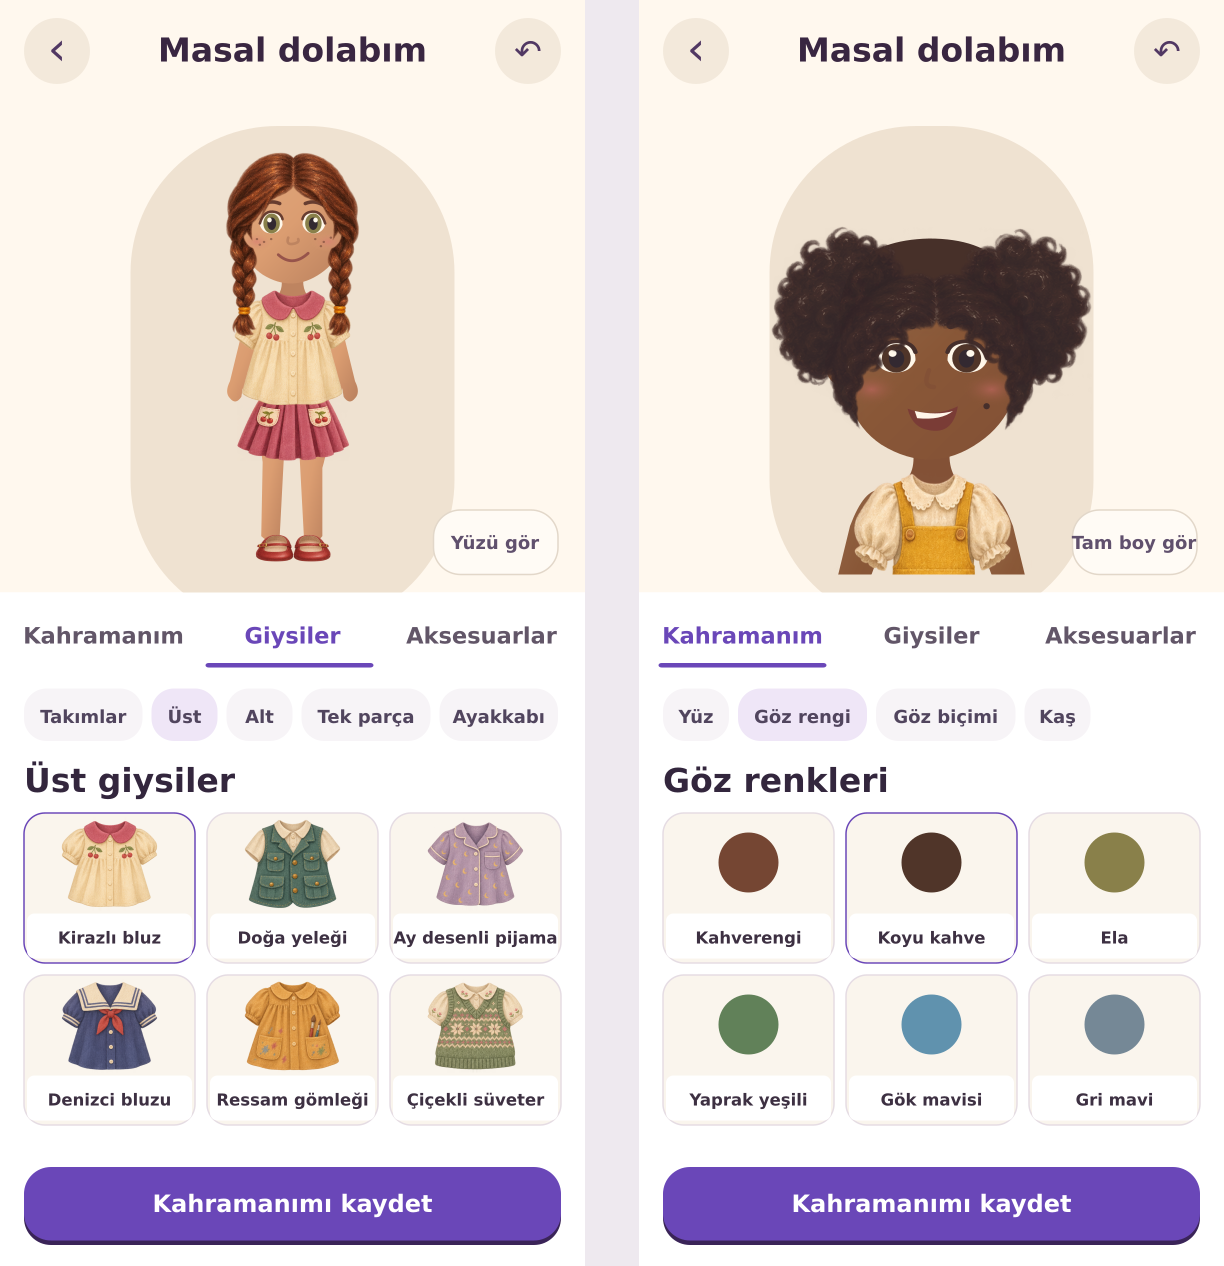 Masal dolabım
Yüzü gör
Kahramanım Giysiler Aksesuarlar
Takımlar Üst Alt Tek parça Ayakkabı
Üst giysiler
Kirazlı bluz Doğa yeleği Ay desenli pijama
Denizci bluzu Ressam gömleği Çiçekli süveter
Kahramanımı kaydet
Masal dolabım
Tam boy gör
Kahramanım Giysiler Aksesuarlar
Yüz Göz rengi Göz biçimi Kaş
Göz renkleri
Kahverengi Koyu kahve Ela
Yaprak yeşili Gök mavisi Gri mavi
Kahramanımı kaydet